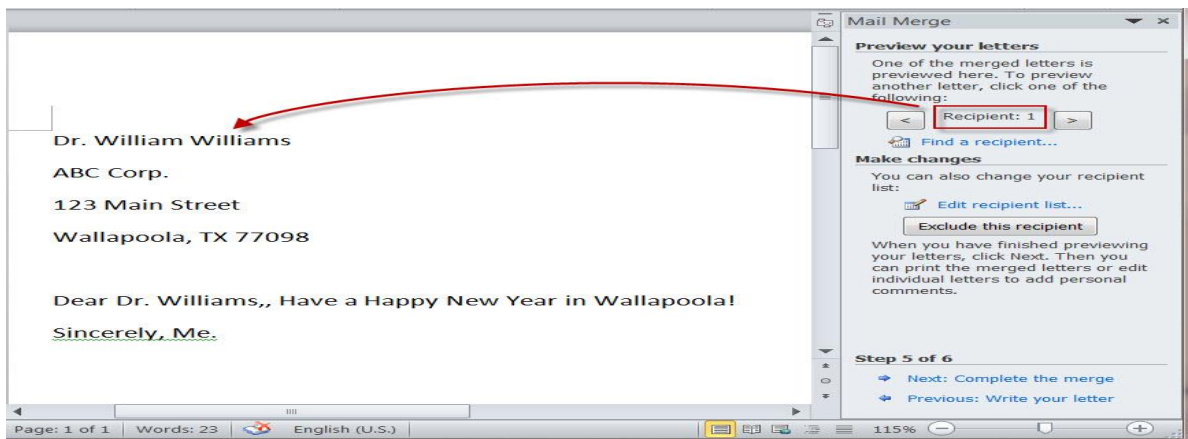 Mail Merge
Preview your letters
One of the merged letters is
previewed here. To preview
another letter, click one of the
following:
< Recipient: 1 >
Find a recipient...
Make changes
You can also change your recipient
list:
Edit recipient list...
Exclude this recipient
When you have finished previewing
your letters, click Next. Then you
can print the merged letters or edit
individual letters to add personal
comments.
Step 5 of 6
Next: Complete the merge
Previous: Write your letter
Dr. William Williams
ABC Corp.
123 Main Street
Wallapoola, TX 77098
Dear Dr. Williams,, Have a Happy New Year in Wallapoola!
Sincerely, Me.
Page: 1 of 1 Words: 23 English (U.S.) 115%